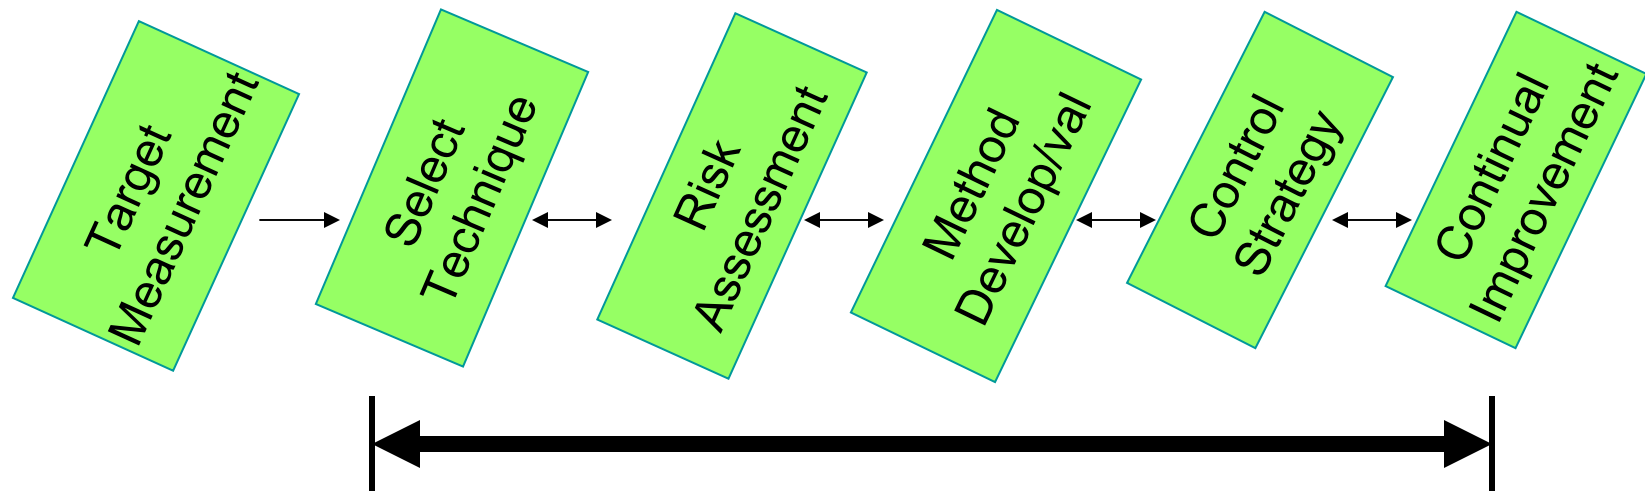 Target
Measurement
Select
Technique
Risk
Assessment
Method
Develop/val
Control
Strategy
Continual
Improvement